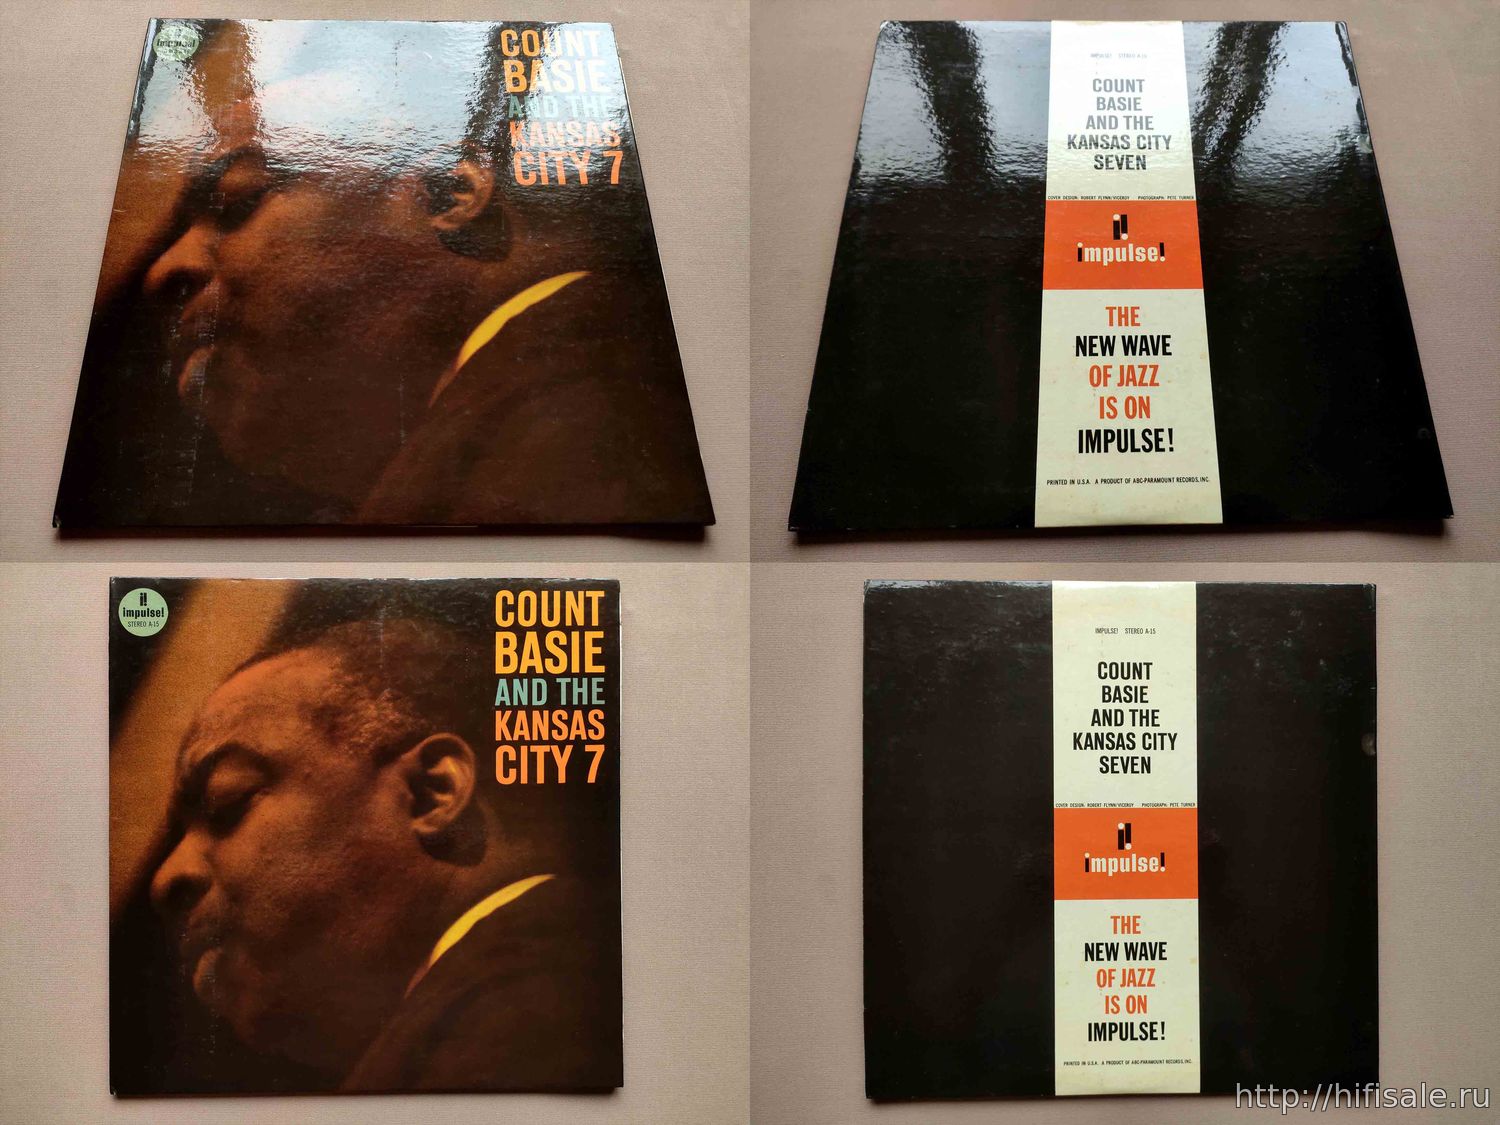 impulse!
COUNT
BASIE
AND THE
KANSAS
CITY 7
IMPULSE! STEREO A-15
COUNT
BASIE
AND THE
KANSAS CITY
SEVEN
COVER DESIGN: ROBERT FLYNN/VICEROY PHOTOGRAPH: PETE TURNER
impulse!
THE
NEW WAVE
OF JAZZ
IS ON
IMPULSE!
PRINTED IN U.S.A. A PRODUCT OF ABC-PARAMOUNT RECORDS, INC.
impulse!
STEREO A-15
COUNT
BASIE
AND THE
KANSAS
CITY 7
IMPULSE! STEREO A-15
COUNT
BASIE
AND THE
KANSAS CITY
SEVEN
COVER DESIGN: ROBERT FLYNN/VICEROY PHOTOGRAPH: PETE TURNER
impulse!
THE
NEW WAVE
OF JAZZ
IS ON
IMPULSE!
PRINTED IN U.S.A. A PRODUCT OF ABC-PARAMOUNT RECORDS, INC.
http://hifisale.ru